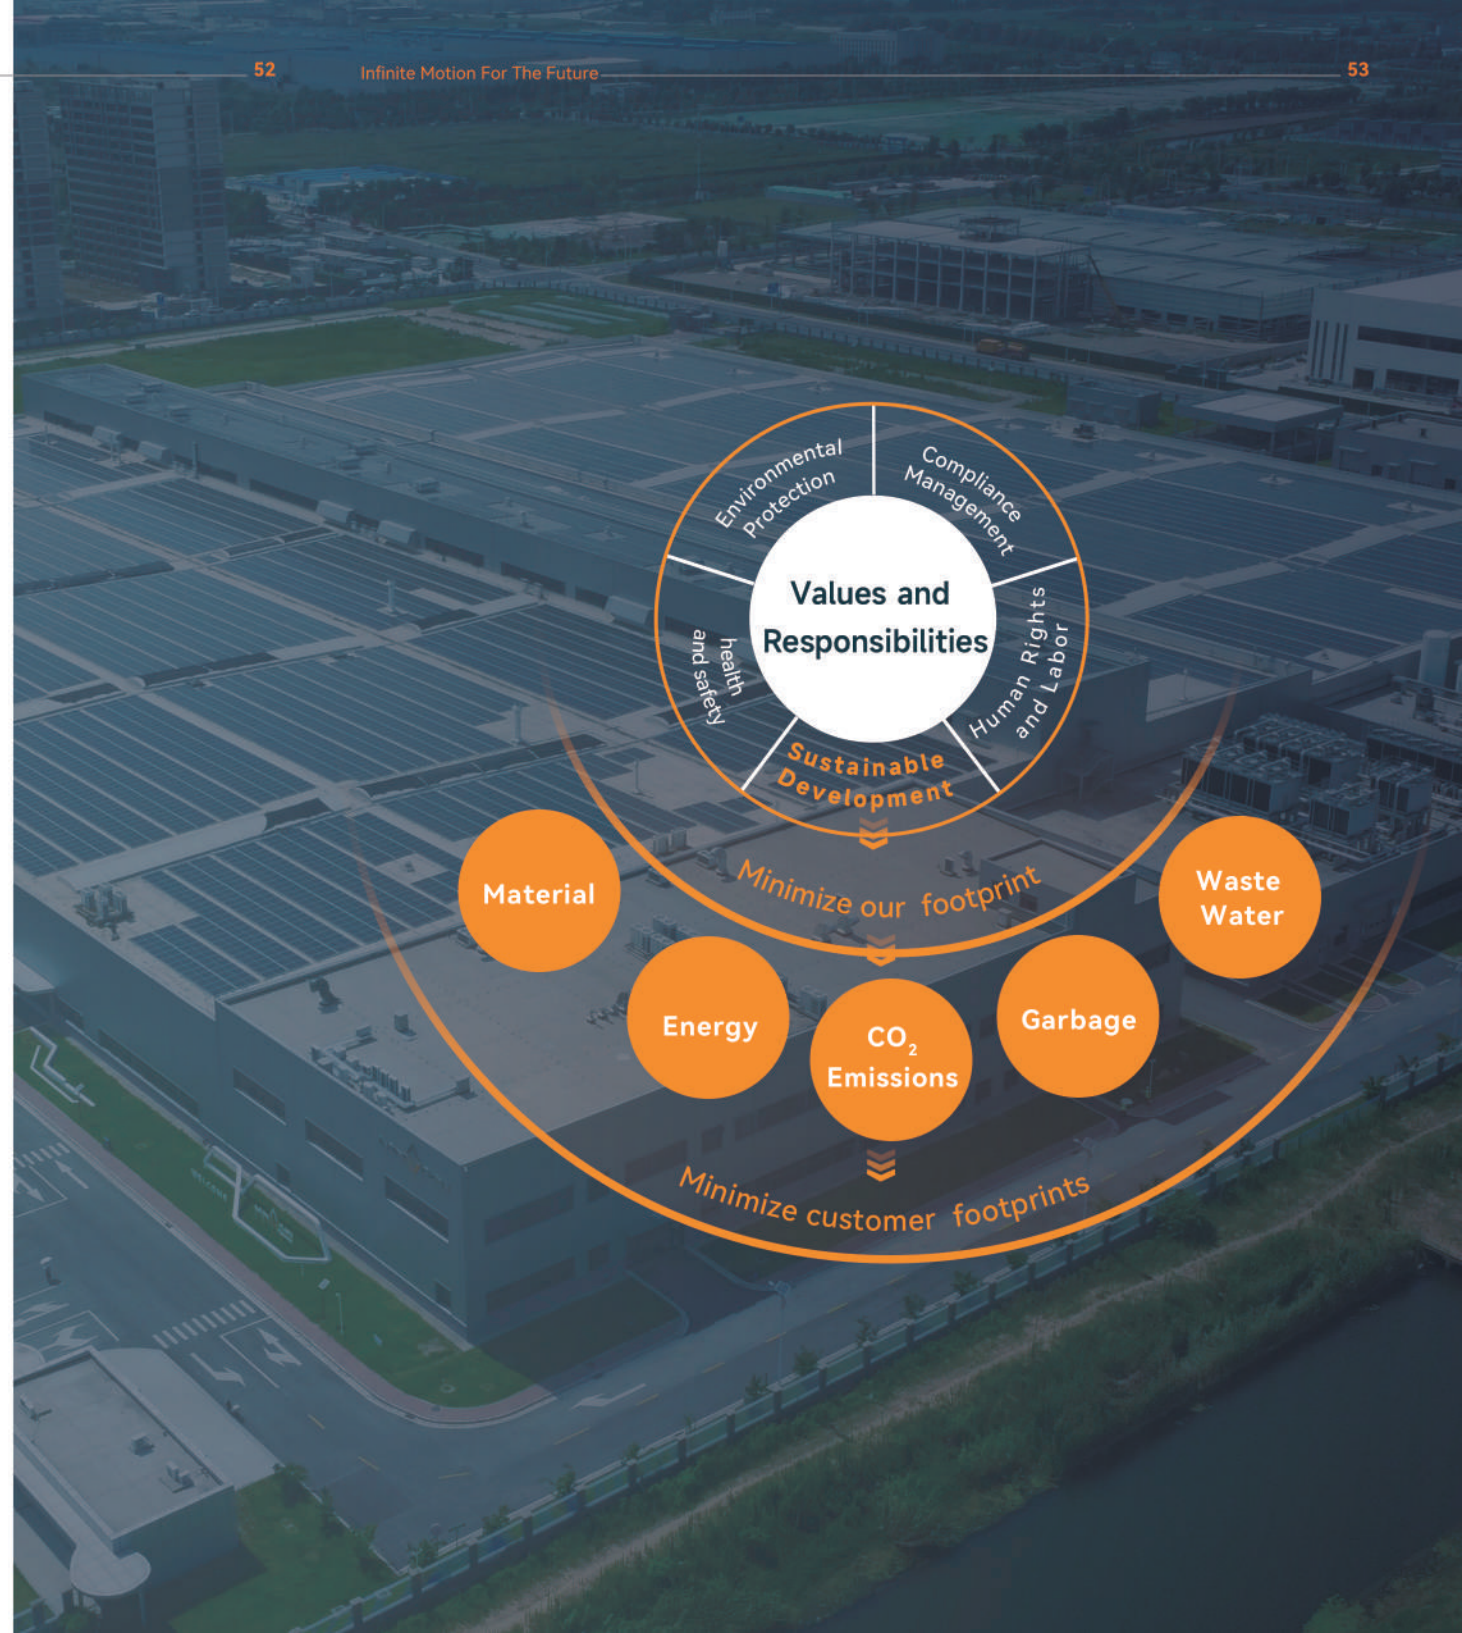 52
Infinite Motion For The Future
53
Environmental
Protection
Compliance
Management
Values and
Responsibilities
health
and safety
Human Rights
and Labor
Sustainable
Development
Minimize our footprint
Material
Waste
Water
Energy
CO₂
Emissions
Garbage
Minimize customer footprints
WELCOME